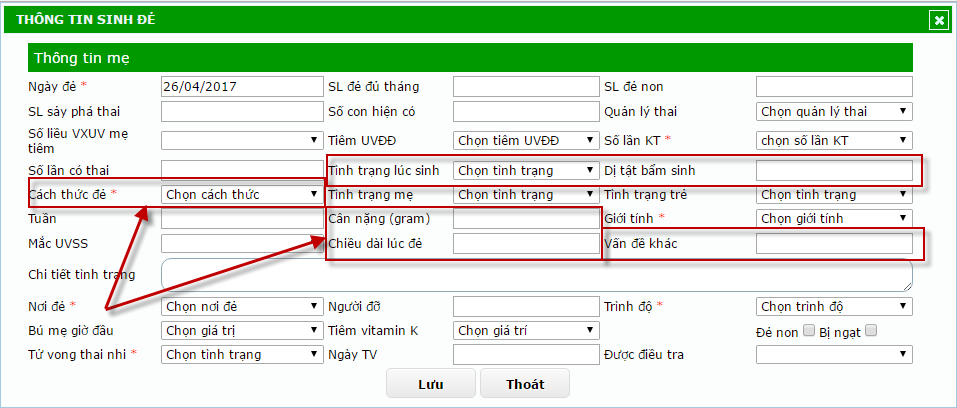 THÔNG TIN SINH ĐẺ
Thông tin mẹ
Ngày đẻ * 26/04/2017 SL đẻ đủ tháng SL đẻ non
SL sảy phá thai Số con hiện có Quản lý thai Chọn quản lý thai
Số liều VXUV mẹ tiêm Tiêm UVĐĐ Chọn tiêm UVĐĐ Số lần KT * chọn số lần KT
Số lần có thai Tình trạng lúc sinh Chọn tình trạng Dị tật bẩm sinh
Cách thức đẻ * Chọn cách thức Tình trạng mẹ Chọn tình trạng Tình trạng trẻ Chọn tình trạng
Tuần Cân nặng (gram) Giới tính * Chọn giới tính
Mắc UVSS Chiều dài lúc đẻ Vấn đề khác
Chi tiết tình trạng
Nơi đẻ * Chọn nơi đẻ Người đỡ Trình độ * Chọn trình độ
Bú mẹ giờ đầu Chọn giá trị Tiêm vitamin K Chọn giá trí Đẻ non Bị ngạt
Tử vong thai nhi * Chọn tình trạng Ngày TV Được điều tra
Lưu Thoát